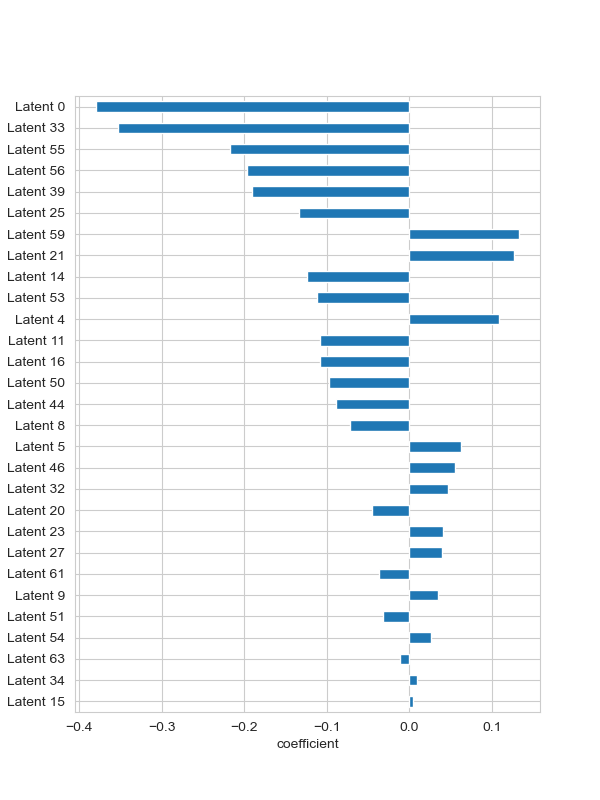 Latent 0
Latent 33
Latent 55
Latent 56
Latent 39
Latent 25
Latent 59
Latent 21
Latent 14
Latent 53
Latent 4
Latent 11
Latent 16
Latent 50
Latent 44
Latent 8
Latent 5
Latent 46
Latent 32
Latent 20
Latent 23
Latent 27
Latent 61
Latent 9
Latent 51
Latent 54
Latent 63
Latent 34
Latent 15
−0.4 −0.3 −0.2 −0.1 0.0 0.1
coefficient